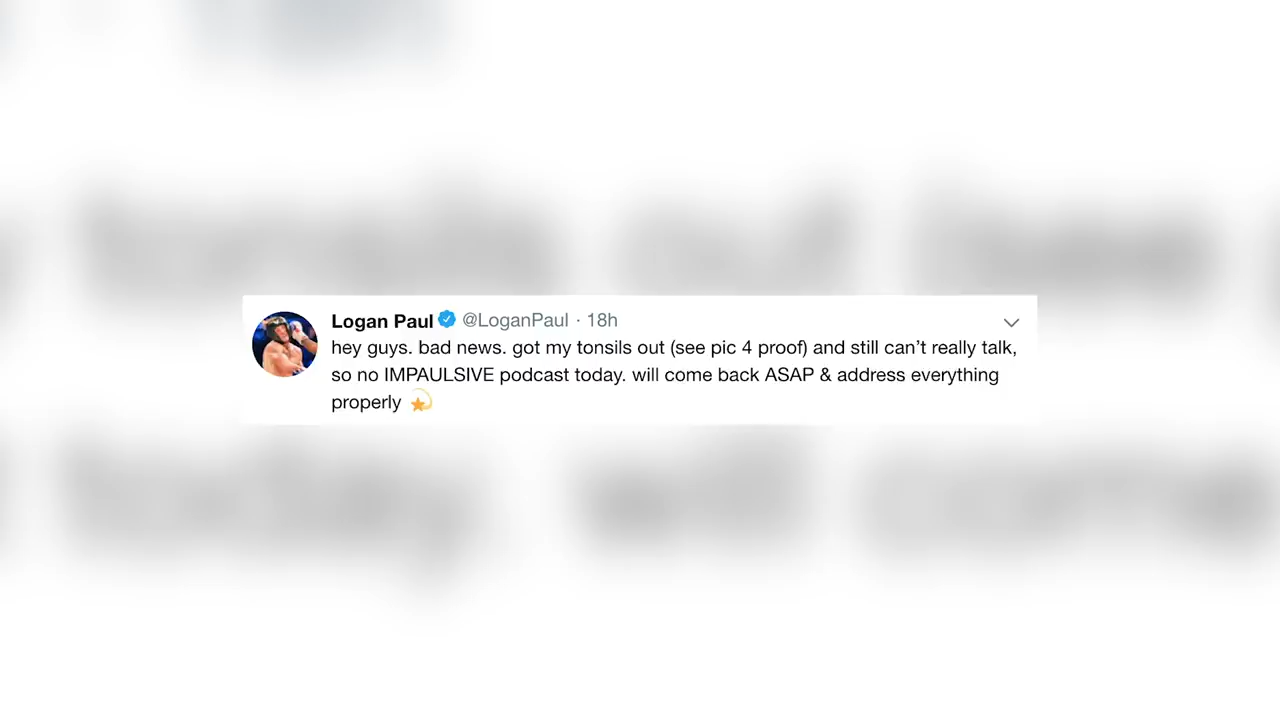 Logan Paul @LoganPaul · 18h
hey guys. bad news. got my tonsils out (see pic 4 proof) and still can’t really talk,
so no IMPAULSIVE podcast today. will come back ASAP & address everything
properly 💫